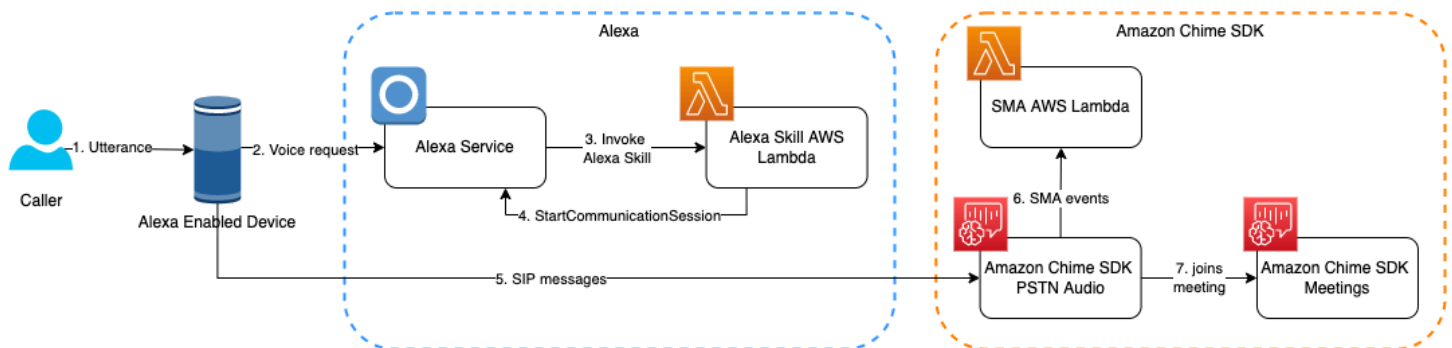 Alexa
Amazon Chime SDK
SMA AWS Lambda
1. Utterance
2. Voice request
Alexa Service
3. Invoke
Alexa Skill
Alexa Skill AWS
Lambda
Caller
Alexa Enabled Device
4. StartCommunicationSession
6. SMA events
5. SIP messages
Amazon Chime SDK
PSTN Audio
7. joins
meeting
Amazon Chime SDK
Meetings